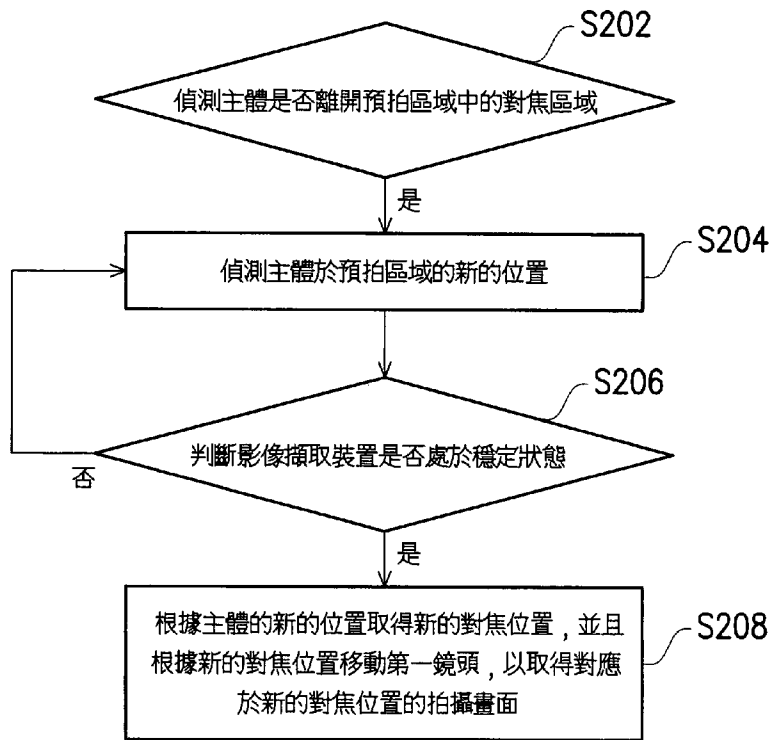 S202
偵測主體是否離開預拍區域中的對焦區域
是
S204
偵測主體於預拍區域的新的位置
S206
判斷影像擷取裝置是否處於穩定狀態
否
是
S208
根據主體的新的位置取得新的對焦位置，並且
根據新的對焦位置移動第一鏡頭，以取得對應
於新的對焦位置的拍攝畫面